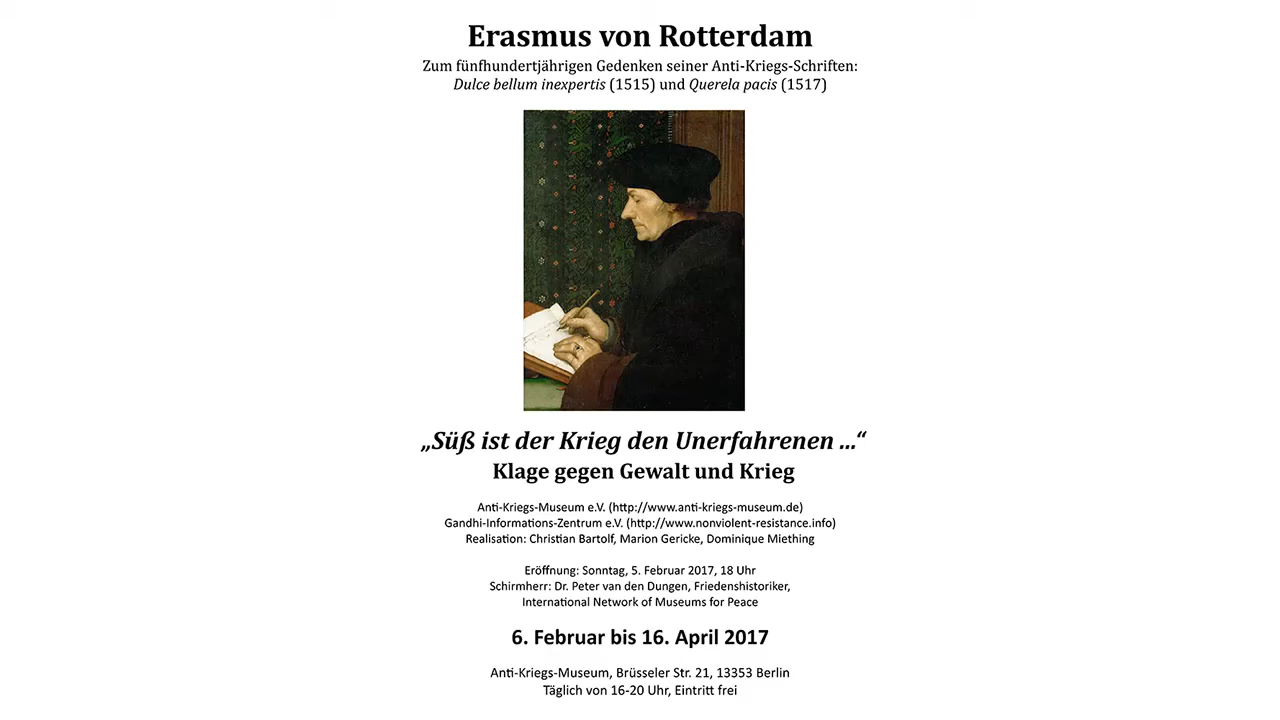 Erasmus von Rotterdam
Zum fünfhundertjährigen Gedenken seiner Anti-Kriegs-Schriften:
Dulce bellum inexpertis (1515) und Querela pacis (1517)
„Süß ist der Krieg den Unerfahrenen ...“
Klage gegen Gewalt und Krieg
Anti-Kriegs-Museum e.V. (http://www.anti-kriegs-museum.de)
Gandhi-Informations-Zentrum e.V. (http://www.nonviolent-resistance.info)
Realisation: Christian Bartolf, Marion Gericke, Dominique Miething
Eröffnung: Sonntag, 5. Februar 2017, 18 Uhr
Schirmherr: Dr. Peter van den Dungen, Friedenshistoriker,
International Network of Museums for Peace
6. Februar bis 16. April 2017
Anti-Kriegs-Museum, Brüsseler Str. 21, 13353 Berlin
Täglich von 16-20 Uhr, Eintritt frei